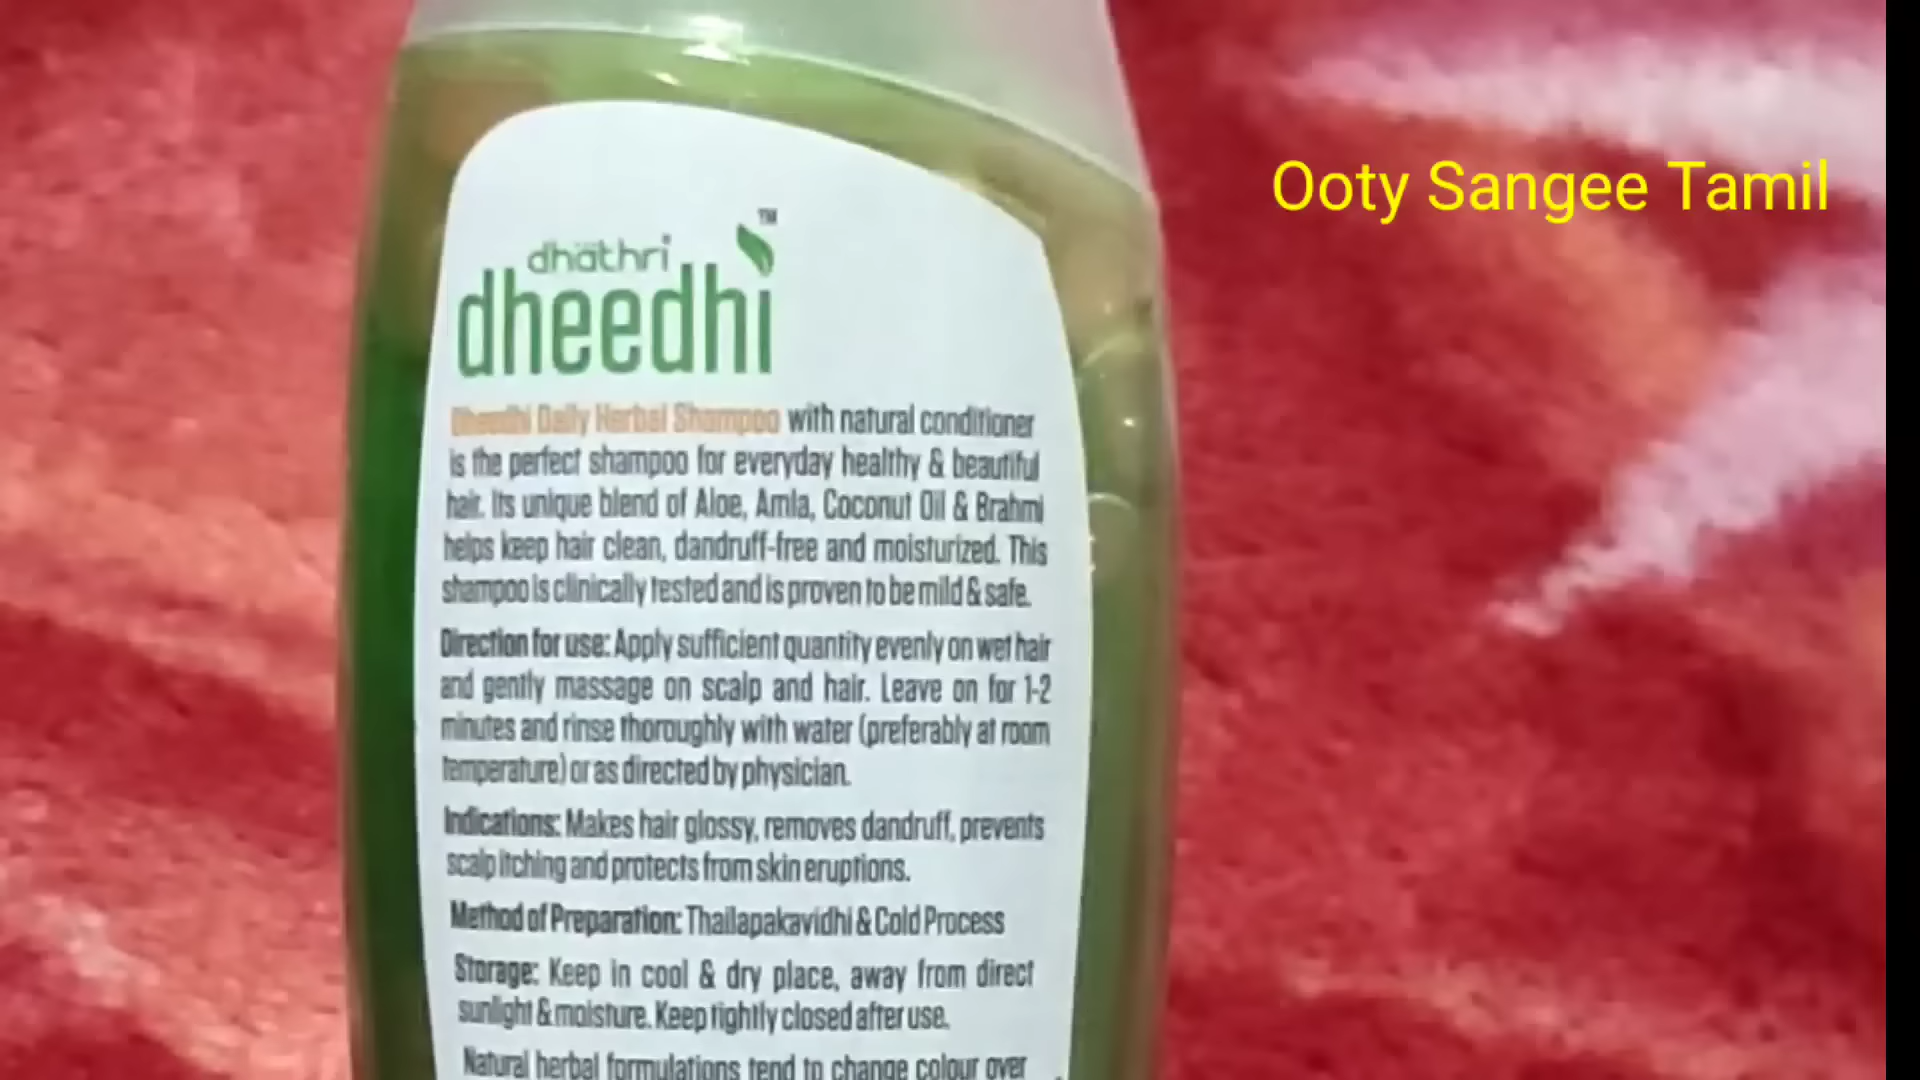 Ooty Sangee Tamil
TM
dhathri
dheedhi
Dheedhi Daily Herbal Shampoo with natural conditioner
is the perfect shampoo for everyday healthy & beautiful
hair. Its unique blend of Aloe, Amla, Coconut Oil & Brahmi
helps keep hair clean, dandruff-free and moisturized. This
shampoo is clinically tested and is proven to be mild & safe.
Direction for use: Apply sufficient quantity evenly on wet hair
and gently massage on scalp and hair. Leave on for 1-2
minutes and rinse thoroughly with water (preferably at room
temperature) or as directed by physician.
Indications: Makes hair glossy, removes dandruff, prevents
scalp itching and protects from skin eruptions.
Method of Preparation: Thailapakavidhi & Cold Process
Storage: Keep in cool & dry place, away from direct
sunlight & moisture. Keep tightly closed after use.
Natural herbal formulations tend to change colour over